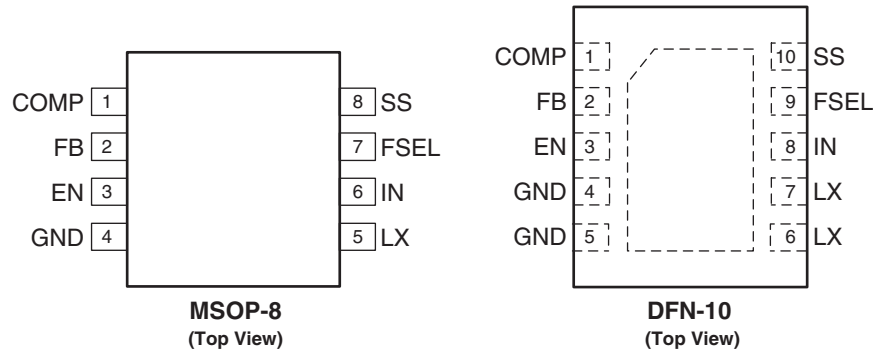 COMP 1 8 SS
FB 2 7 FSEL
EN 3 6 IN
GND 4 5 LX
MSOP-8
(Top View)
COMP 1 10 SS
FB 2 9 FSEL
EN 3 8 IN
GND 4 7 LX
GND 5 6 LX
DFN-10
(Top View)